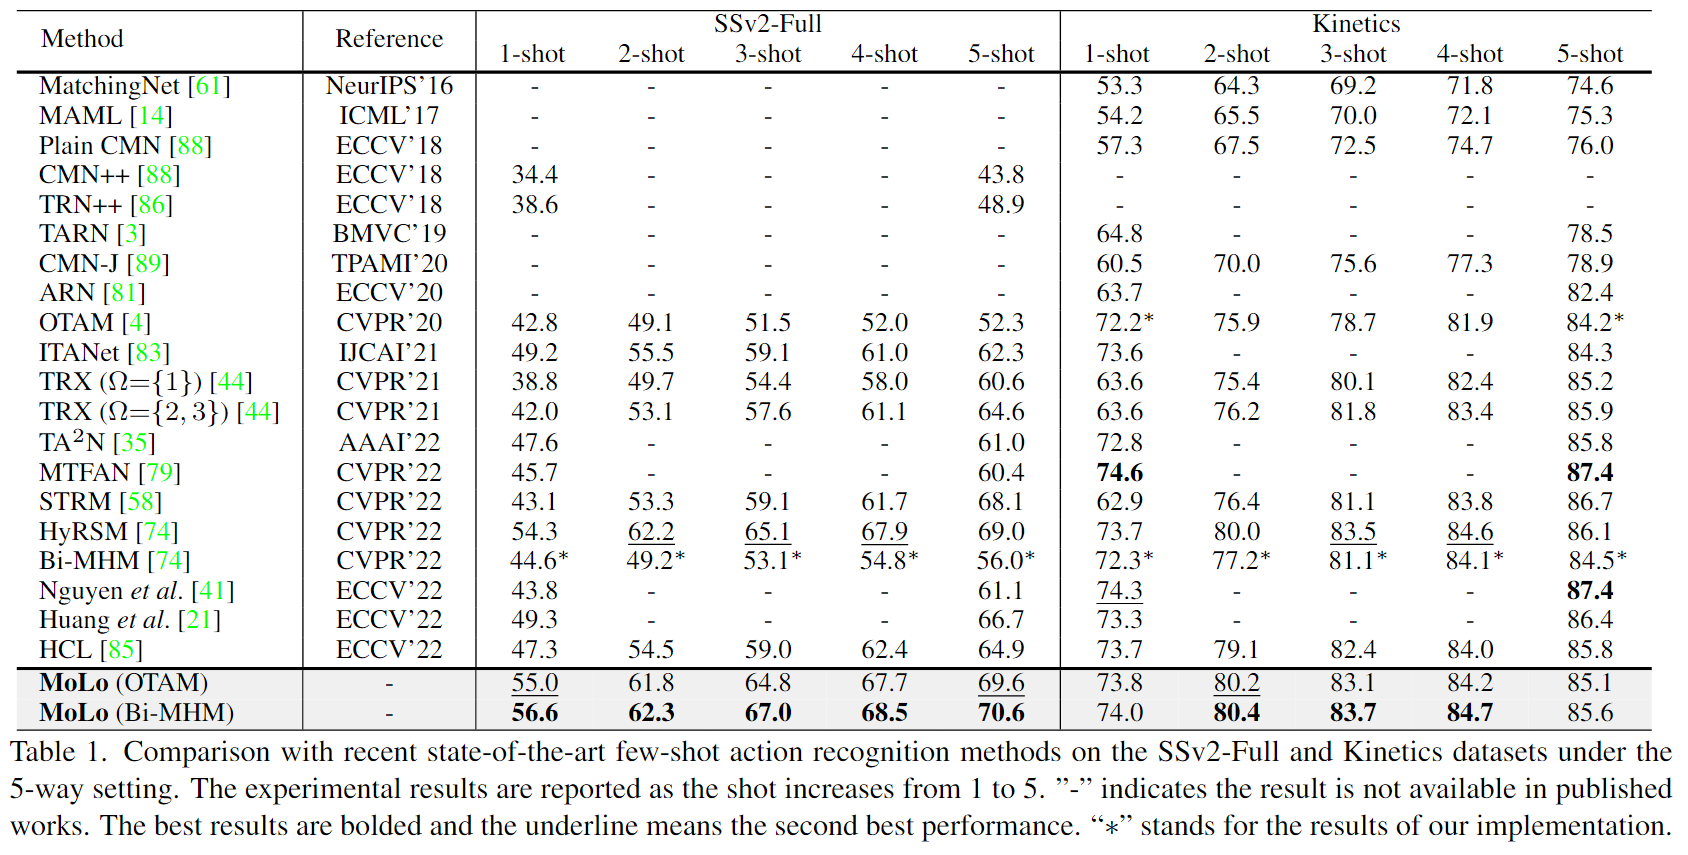 Method Reference SSv2-Full Kinetics
1-shot 2-shot 3-shot 4-shot 5-shot 1-shot 2-shot 3-shot 4-shot 5-shot
MatchingNet [61] NeurIPS’16 - - - - - 53.3 64.3 69.2 71.8 74.6
MAML [14] ICML’17 - - - - - 54.2 65.5 70.0 72.1 75.3
Plain CMN [88] ECCV’18 - - - - - 57.3 67.5 72.5 74.7 76.0
CMN++ [88] ECCV’18 34.4 - - - 43.8 - - - - -
TRN++ [86] ECCV’18 38.6 - - - 48.9 - - - - -
TARN [3] BMVC’19 - - - - - 64.8 - - - 78.5
CMN-J [89] TPAMI’20 - - - - - 60.5 70.0 75.6 77.3 78.9
ARN [81] ECCV’20 - - - - - 63.7 - - - 82.4
OTAM [4] CVPR’20 42.8 49.1 51.5 52.0 52.3 72.2* 75.9 78.7 81.9 84.2*
ITANet [83] IJCAI’21 49.2 55.5 59.1 61.0 62.3 73.6 - - - 84.3
TRX (Ω={1}) [44] CVPR’21 38.8 49.7 54.4 58.0 60.6 63.6 75.4 80.1 82.4 85.2
TRX (Ω={2, 3}) [44] CVPR’21 42.0 53.1 57.6 61.1 64.6 63.6 76.2 81.8 83.4 85.9
TA²N [35] AAAI’22 47.6 - - - 61.0 72.8 - - - 85.8
MTFAN [79] CVPR’22 45.7 - - - 60.4 74.6 - - - 87.4
STRM [58] CVPR’22 43.1 53.3 59.1 61.7 68.1 62.9 76.4 81.1 83.8 86.7
HyRSM [74] CVPR’22 54.3 62.2 65.1 67.9 69.0 73.7 80.0 83.5 84.6 86.1
Bi-MHM [74] CVPR’22 44.6* 49.2* 53.1* 54.8* 56.0* 72.3* 77.2* 81.1* 84.1* 84.5*
Nguyen et al. [41] ECCV’22 43.8 - - - 61.1 74.3 - - - 87.4
Huang et al. [21] ECCV’22 49.3 - - - 66.7 73.3 - - - 86.4
HCL [85] ECCV’22 47.3 54.5 59.0 62.4 64.9 73.7 79.1 82.4 84.0 85.8
MoLo (OTAM) - 55.0 61.8 64.8 67.7 69.6 73.8 80.2 83.1 84.2 85.1
MoLo (Bi-MHM) - 56.6 62.3 67.0 68.5 70.6 74.0 80.4 83.7 84.7 85.6
Table 1. Comparison with recent state-of-the-art few-shot action recognition methods on the SSv2-Full and Kinetics datasets under the
5-way setting. The experimental results are reported as the shot increases from 1 to 5. ”-” indicates the result is not available in published
works. The best results are bolded and the underline means the second best performance. “*” stands for the results of our implementation.